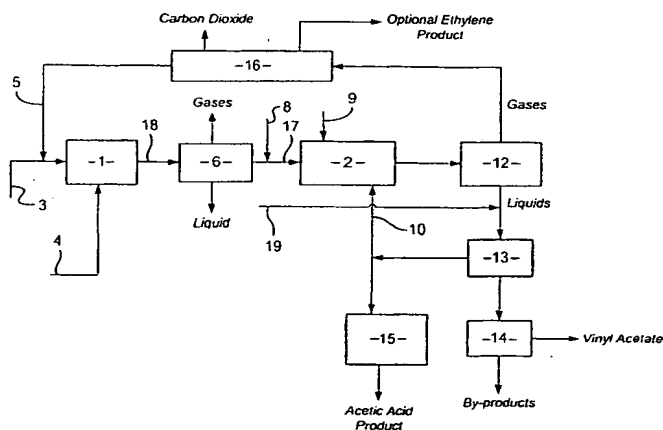 Carbon Dioxide
Optional Ethylene
Product
-16-
5
Gases
8
9
Gases
18
17
-1-
-6-
-2-
-12-
3
Liquid
Liquids
19
10
4
-13-
-15-
-14-
Vinyl Acetate
Acetic Acid
Product
By-products